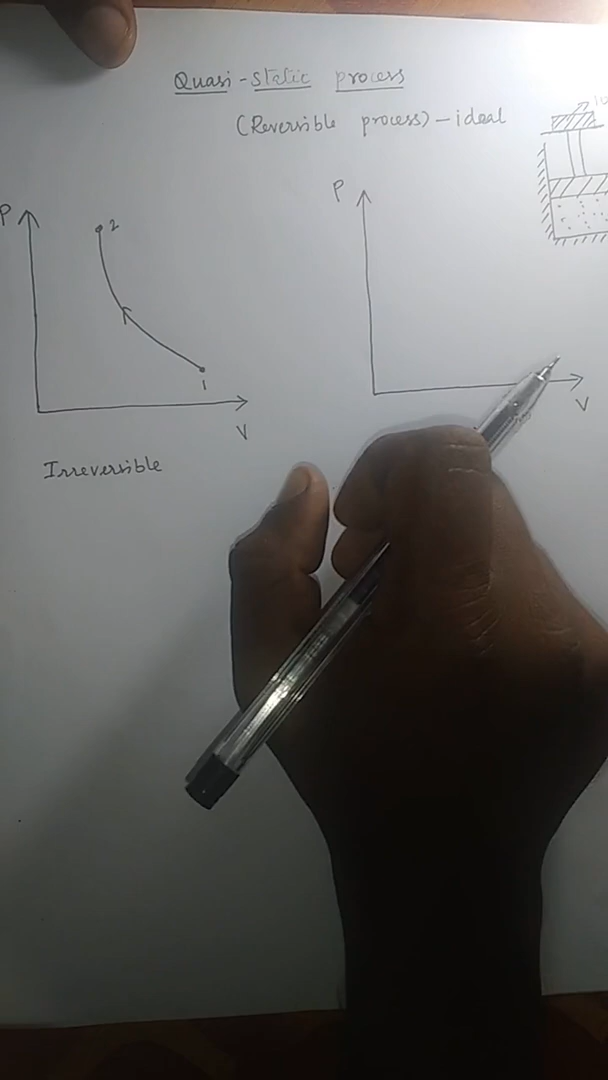 Quasi-static process
(Reversible process) - ideal
P
2
1
V
P
V
Irreversible